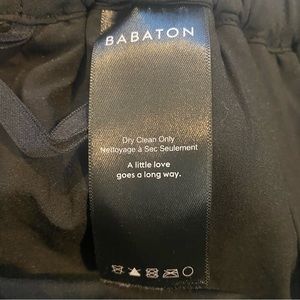 BABATON
Dry Clean Only
Nettoyage à Sec Seulement
A little love
goes a long way.